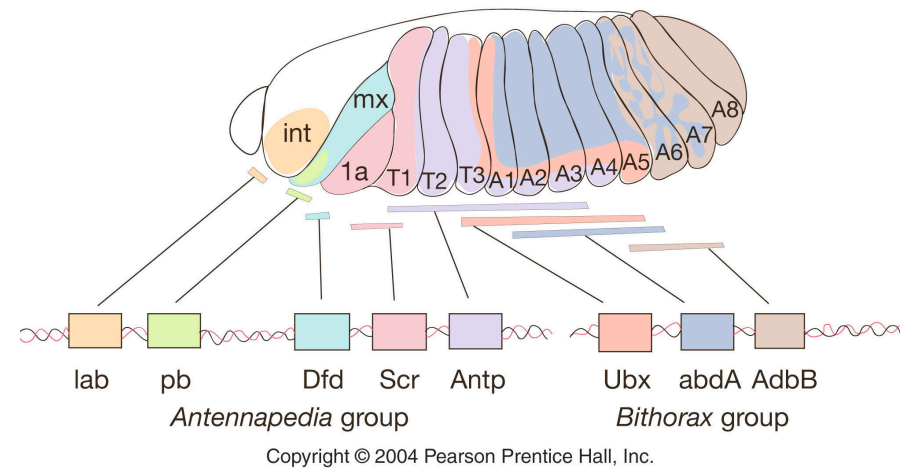 int
mx
1a
T1
T2
T3
A1
A2
A3
A4
A5
A6
A7
A8
lab pb Dfd Scr Antp Ubx abdA AdbB
Antennapedia group Bithorax group
Copyright © 2004 Pearson Prentice Hall, Inc.